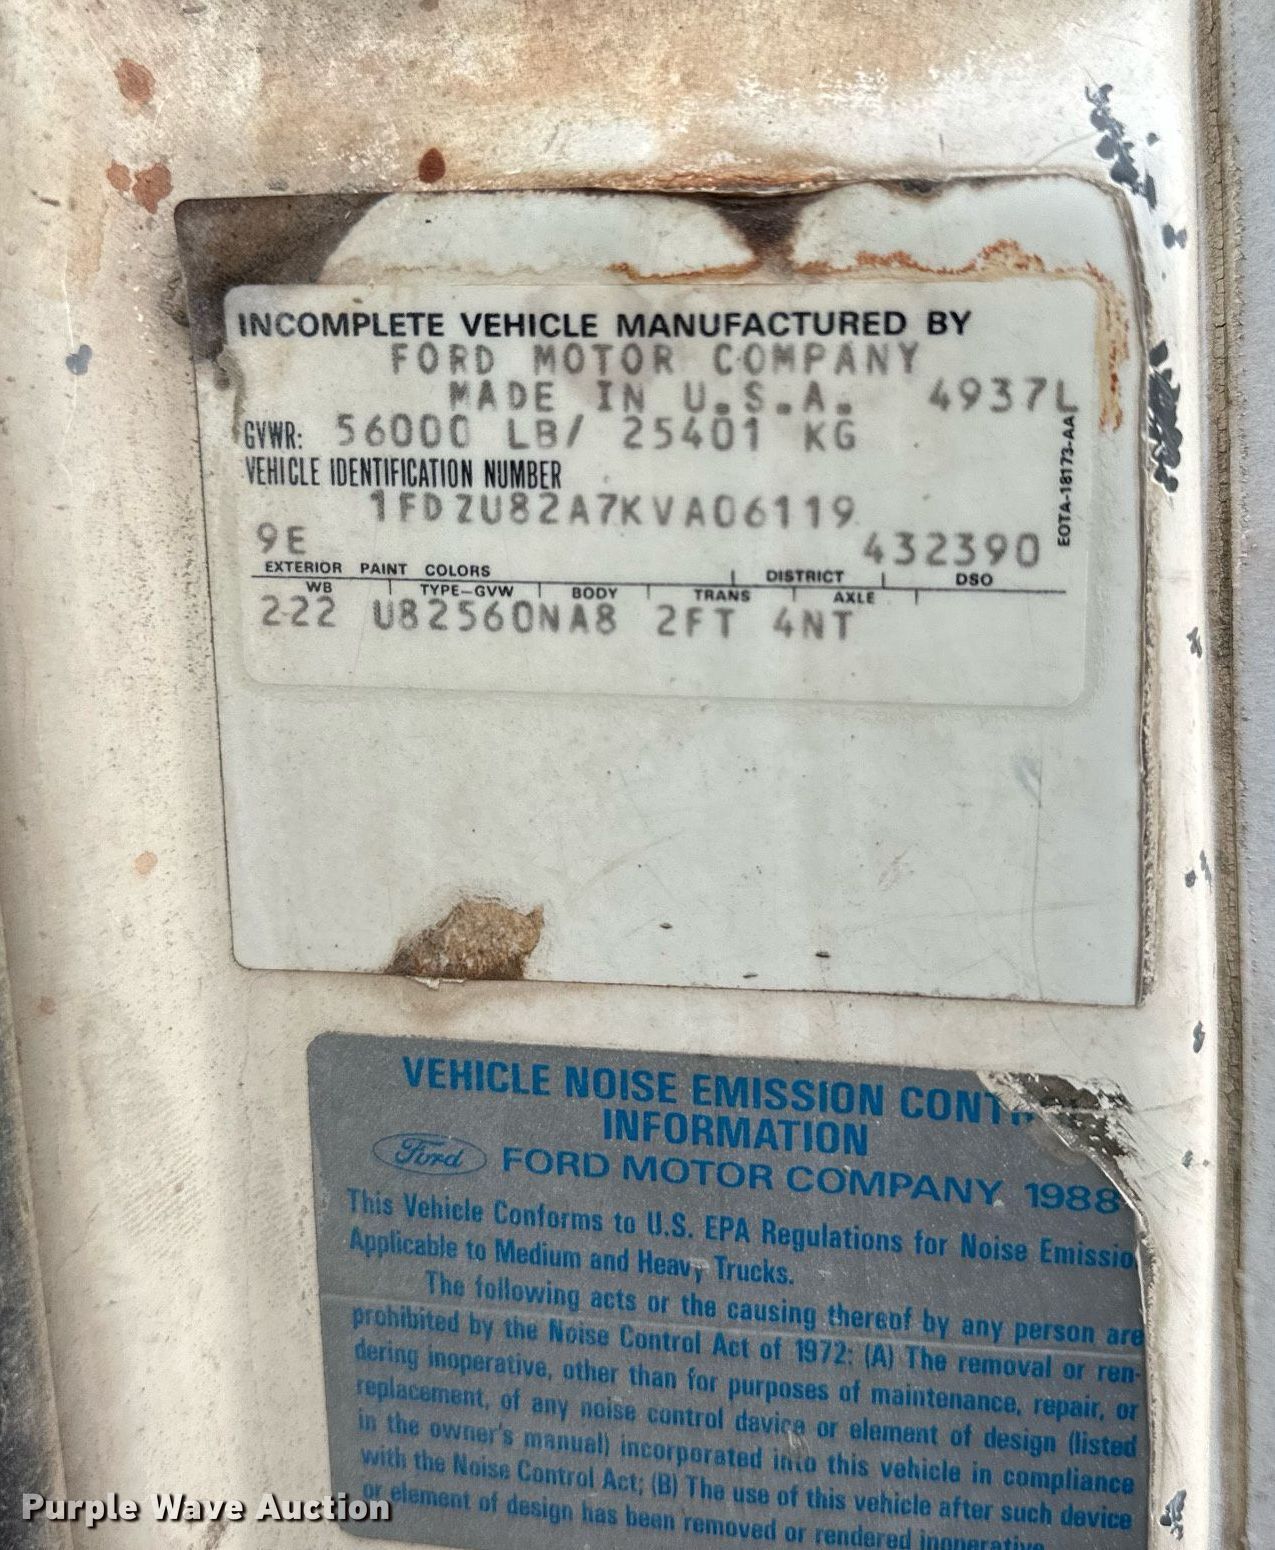 INCOMPLETE VEHICLE MANUFACTURED BY
FORD MOTOR COMPANY
MADE IN U.S.A. 4937L
GVWR: 56000 LB/ 25401 KG
VEHICLE IDENTIFICATION NUMBER
1FDZU82A7KVA06119
EOTA-18173-AA
9E 432390
EXTERIOR PAINT COLORS DISTRICT DSO
WB TYPE-GVW BODY TRANS AXLE
222 U82560NA8 2FT 4NT
VEHICLE NOISE EMISSION
INFORMATION
Ford FORD MOTOR COMPANY 1988
This Vehicle Conforms to U.S. EPA Regulations for Noise Emissio
Applicable to Medium and Heavy Trucks.
The following acts or the causing thereof by any person are
prohibited by the Noise Control Act of 1972: (A) The removal or ren-
dering inoperative, other than for purposes of maintenance, repair, or
replacement, of any noise control device or element of design (listed
in the owner's manual) incorporated into this vehicle in compliance
with the Noise Control Act; (B) The use of this vehicle after such device
or element of design has been removed or rendered inoperative
Purple Wave Auction